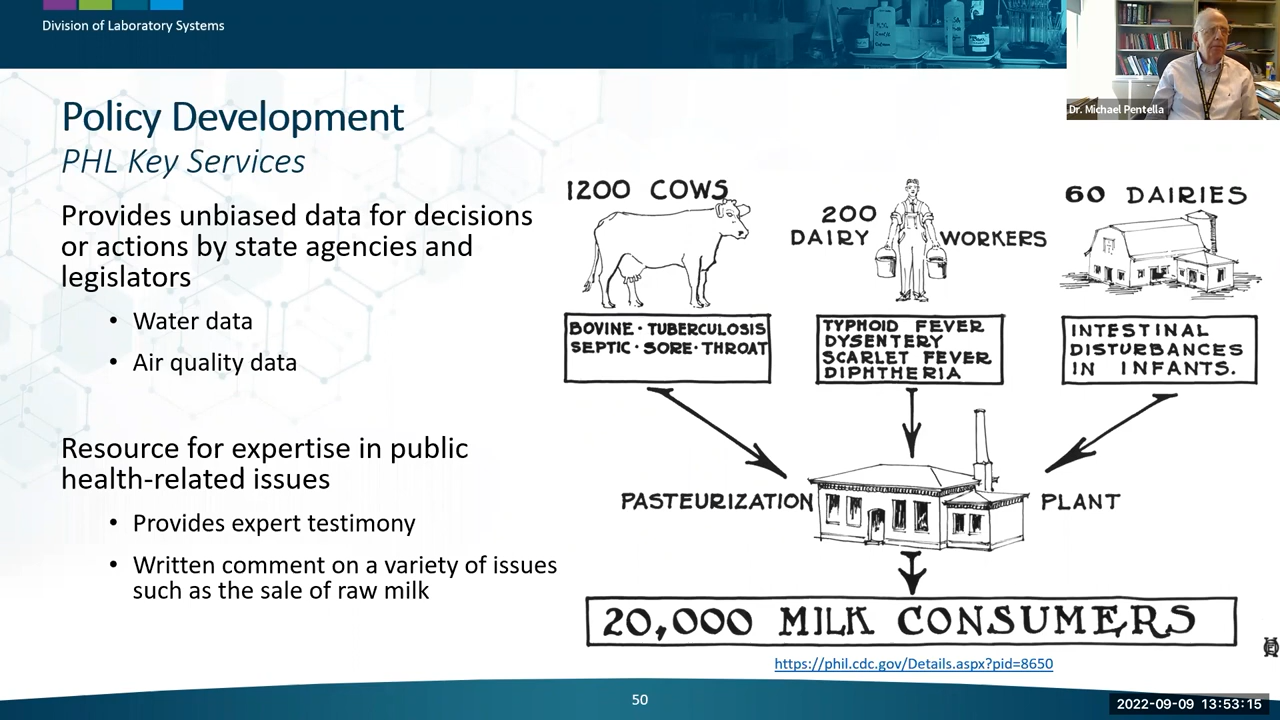 Division of Laboratory Systems
Dr. Michael Pentella
Policy Development
PHL Key Services
Provides unbiased data for decisions
or actions by state agencies and
legislators
• Water data
• Air quality data
Resource for expertise in public
health-related issues
• Provides expert testimony
• Written comment on a variety of issues
such as the sale of raw milk
1200 COWS
200
DAIRY WORKERS
60 DAIRIES
BOVINE·TUBERCULOSIS
SEPTIC·SORE·THROAT
TYPHOID FEVER
DYSENTERY
SCARLET FEVER
DIPHTHERIA
INTESTINAL
DISTURBANCES
IN INFANTS.
PASTEURIZATION PLANT
20,000 MILK CONSUMERS
https://phil.cdc.gov/Details.aspx?pid=8650
50
2022-09-09 13:53:15